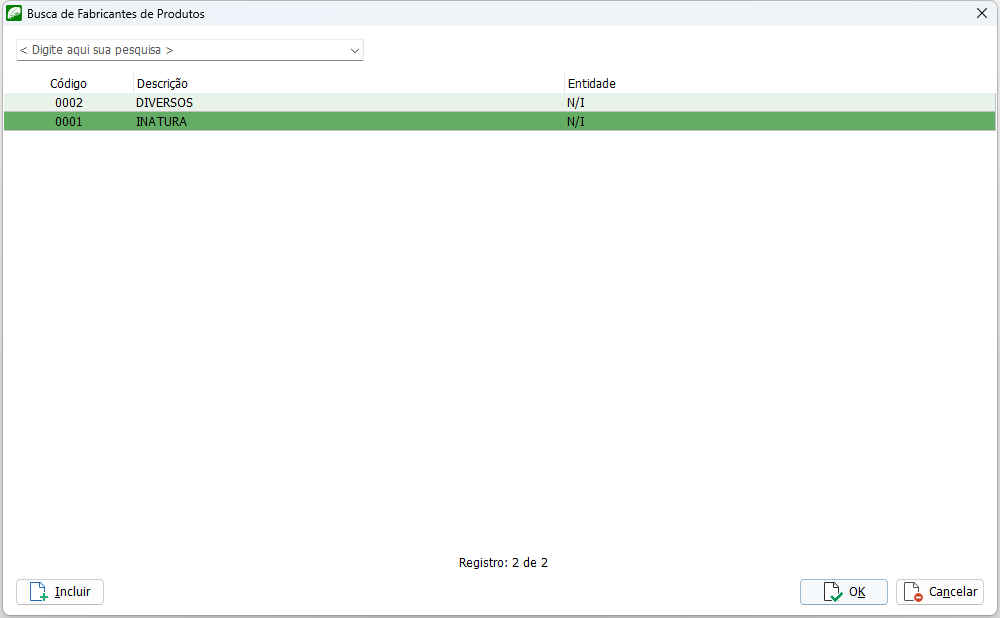 Busca de Fabricantes de Produtos
< Digite aqui sua pesquisa >
Código Descrição Entidade
0002 DIVERSOS N/I
0001 INATURA N/I
Registro: 2 de 2
Incluir OK Cancelar